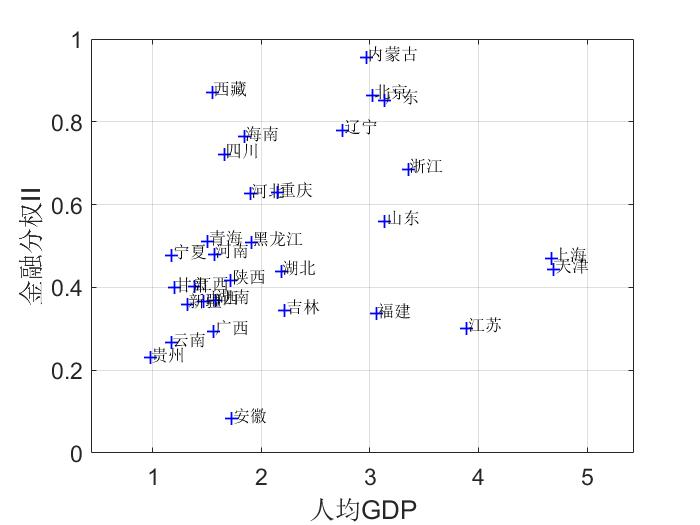 1
0.8
0.6
0.4
0.2
0
金融分权II
内蒙古
西藏
北京
东
辽宁
海南
四川
浙江
河北
重庆
山东
青海
黑龙江
宁夏
河南
上海
天津
湖北
陕西
甘肃
江西
新疆
湖南
吉林
福建
江苏
广西
云南
贵州
安徽
1
2
3
4
5
人均GDP